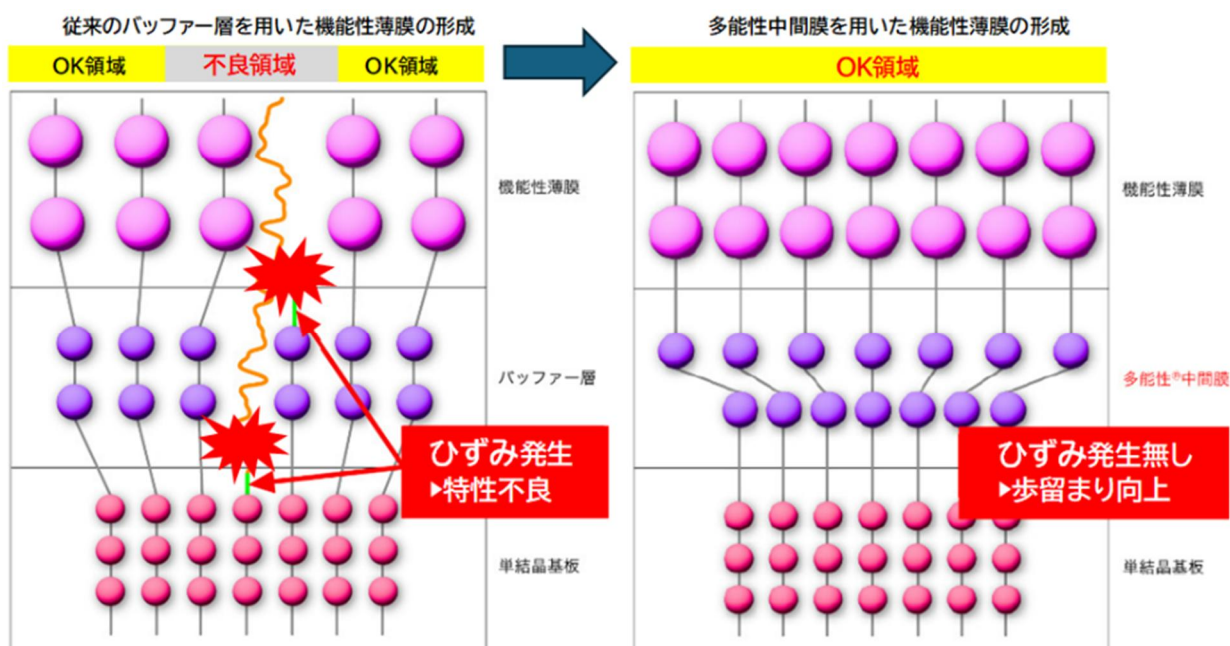 従来のバッファー層を用いた機能性薄膜の形成
OK領域
不良領域
OK領域
機能性薄膜
バッファー層
ひずみ発生
▶特性不良
単結晶基板
多能性中間膜を用いた機能性薄膜の形成
OK領域
機能性薄膜
多能性®中間膜
ひずみ発生無し
▶歩留まり向上
単結晶基板